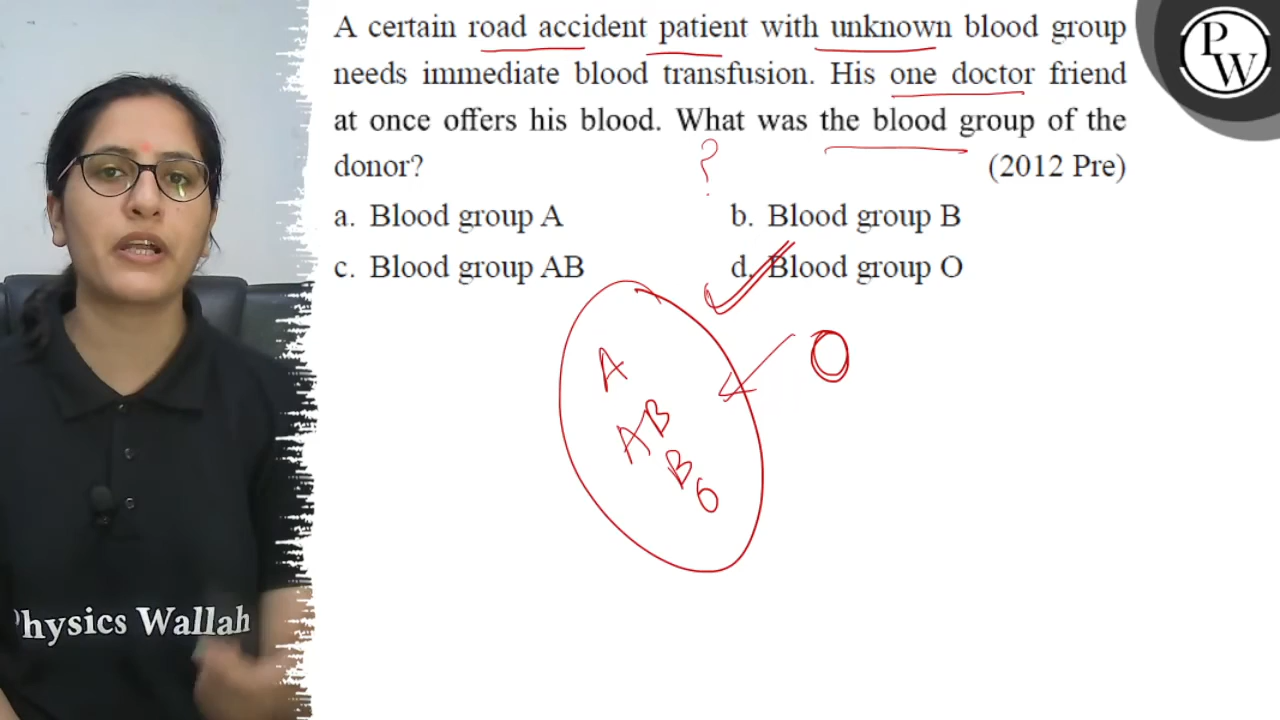 A certain road accident patient with unknown blood group
needs immediate blood transfusion. His one doctor friend
at once offers his blood. What was the blood group of the
donor? (2012 Pre)
?
a. Blood group A b. Blood group B
c. Blood group AB d. Blood group O
A
AB
B
O
O
PW
Physics Wallah